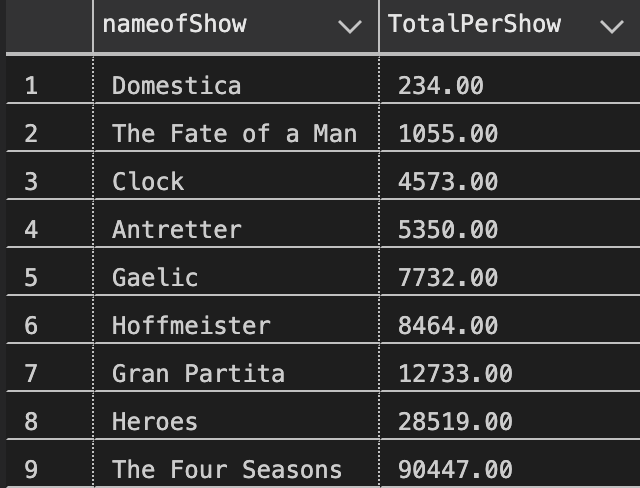 nameofShow TotalPerShow
1 Domestica 234.00
2 The Fate of a Man 1055.00
3 Clock 4573.00
4 Antretter 5350.00
5 Gaelic 7732.00
6 Hoffmeister 8464.00
7 Gran Partita 12733.00
8 Heroes 28519.00
9 The Four Seasons 90447.00